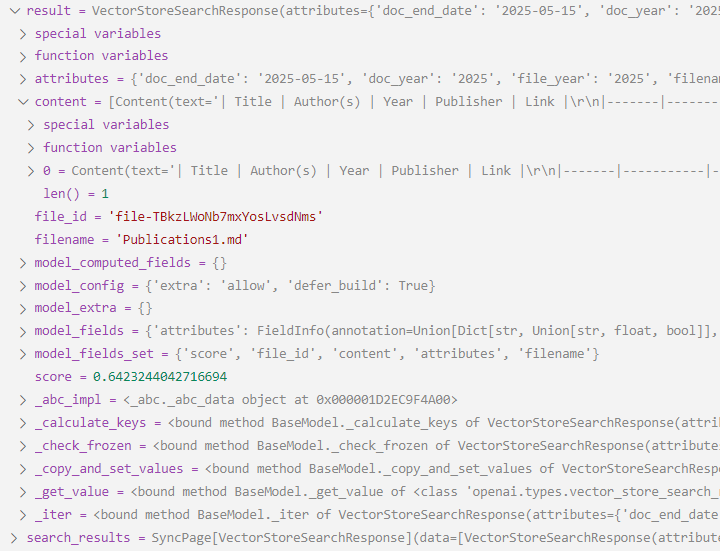 result = VectorStoreSearchResponse(attributes={'doc_end_date': '2025-05-15', 'doc_year': '2025
special variables
function variables
attributes = {'doc_end_date': '2025-05-15', 'doc_year': '2025', 'file_year': '2025', 'filenam
content = [Content(text='| Title | Author(s) | Year | Publisher | Link |\r\n|-------|--------
special variables
function variables
0 = Content(text='| Title | Author(s) | Year | Publisher | Link |\r\n|-------|-----------|-
len() = 1
file_id = 'file-TBkzLWoNb7mxYosLvsdNms'
filename = 'Publications1.md'
model_computed_fields = {}
model_config = {'extra': 'allow', 'defer_build': True}
model_extra = {}
model_fields = {'attributes': FieldInfo(annotation=Union[Dict[str, Union[str, float, bool]],
model_fields_set = {'score', 'file_id', 'content', 'attributes', 'filename'}
score = 0.6423244042716694
_abc_impl = <_abc._abc_data object at 0x000001D2EC9F4A00>
_calculate_keys = <bound method BaseModel._calculate_keys of VectorStoreSearchResponse(attri
_check_frozen = <bound method BaseModel._check_frozen of VectorStoreSearchResponse(attribute
_copy_and_set_values = <bound method BaseModel._copy_and_set_values of VectorStoreSearchRespo
_get_value = <bound method BaseModel._get_value of <class 'openai.types.vector_store_search_r
_iter = <bound method BaseModel._iter of VectorStoreSearchResponse(attributes={'doc_end_date
search_results = SyncPage[VectorStoreSearchResponse](data=[VectorStoreSearchResponse(attribut